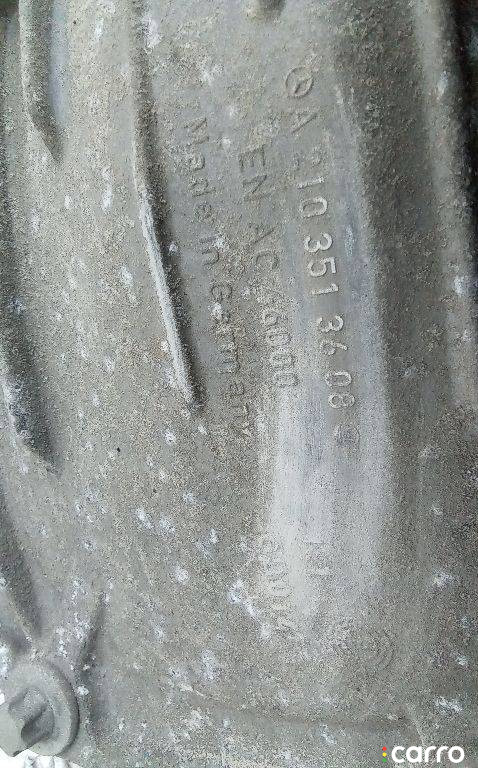 A 210 351 36 08
EN AC 46000
Made in Germany
carro